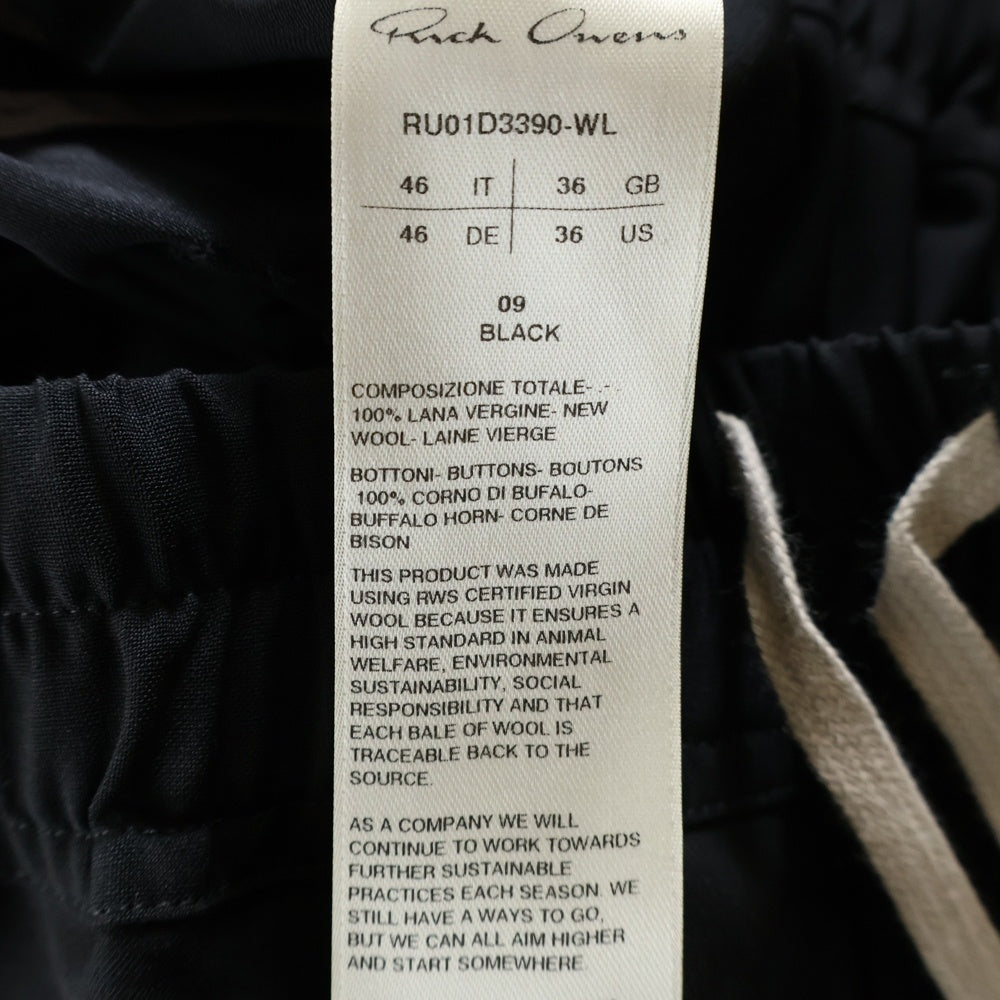 Rick Owens
RU01D3390-WL
46 IT 36 GB
46 DE 36 US
09
BLACK
COMPOSIZIONE TOTALE- .-
100% LANA VERGINE- NEW
WOOL- LAINE VIERGE
BOTTONI- BUTTONS- BOUTONS
100% CORNO DI BUFALO-
BUFFALO HORN- CORNE DE
BISON
THIS PRODUCT WAS MADE
USING RWS CERTIFIED VIRGIN
WOOL BECAUSE IT ENSURES A
HIGH STANDARD IN ANIMAL
WELFARE, ENVIRONMENTAL
SUSTAINABILITY, SOCIAL
RESPONSIBILITY AND THAT
EACH BALE OF WOOL IS
TRACEABLE BACK TO THE
SOURCE.
AS A COMPANY WE WILL
CONTINUE TO WORK TOWARDS
FURTHER SUSTAINABLE
PRACTICES EACH SEASON. WE
STILL HAVE A WAYS TO GO,
BUT WE CAN ALL AIM HIGHER
AND START SOMEWHERE.